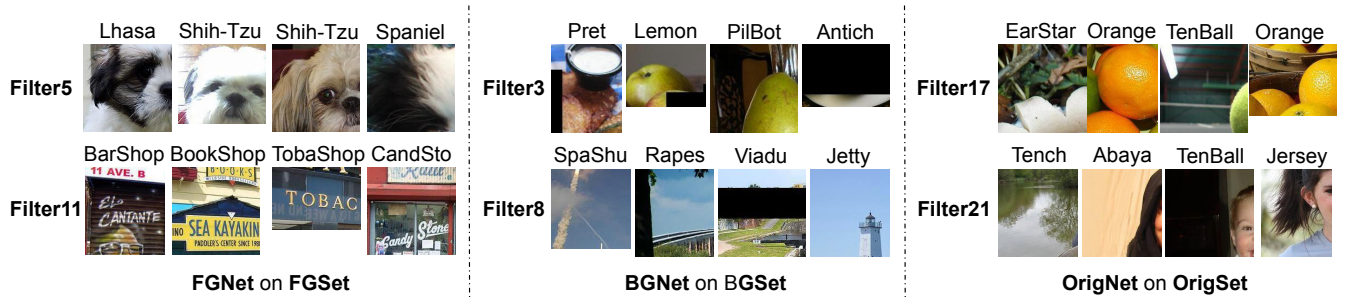 Lhasa Shih-Tzu Shih-Tzu Spaniel
Filter5
BarShop BookShop TobaShop CandSto
Filter11
11 AVE. B
EL
CANTANTE
BOOKS
INO SEA KAYAKIN
PADDLER'S CENTER SINCE 198
TOBAC
Candy Store
FGNet on FGSet
Pret Lemon PilBot Antich
Filter3
SpaShu Rapes Viadu Jetty
Filter8
BGNet on BGSet
EarStar Orange TenBall Orange
Filter17
Tench Abaya TenBall Jersey
Filter21
OrigNet on OrigSet